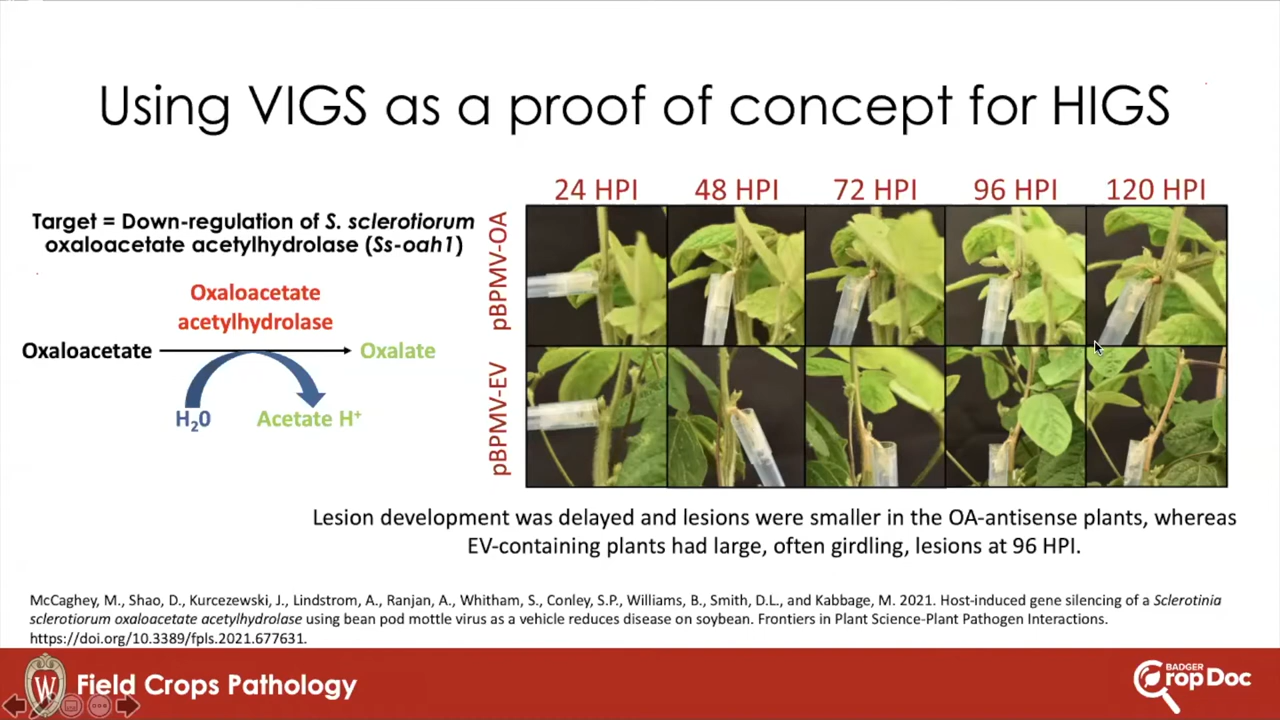 Using VIGS as a proof of concept for HIGS
Target = Down-regulation of S. sclerotiorum
oxaloacetate acetylhydrolase (Ss-oah1)
Oxaloacetate
acetylhydrolase
Oxaloacetate
Oxalate
H20
Acetate H+
24 HPI
48 HPI
72 HPI
96 HPI
120 HPI
pBPMV-OA
pBPMV-EV
Lesion development was delayed and lesions were smaller in the OA-antisense plants, whereas
EV-containing plants had large, often girdling, lesions at 96 HPI.
McCaghey, M., Shao, D., Kurcezewski, J., Lindstrom, A., Ranjan, A., Whitham, S., Conley, S.P., Williams, B., Smith, D.L., and Kabbage, M. 2021. Host-induced gene silencing of a Sclerotinia
sclerotiorum oxaloacetate acetylhydrolase using bean pod mottle virus as a vehicle reduces disease on soybean. Frontiers in Plant Science-Plant Pathogen Interactions.
https://doi.org/10.3389/fpls.2021.677631.
W
Field Crops Pathology
BADGER
CropDoc